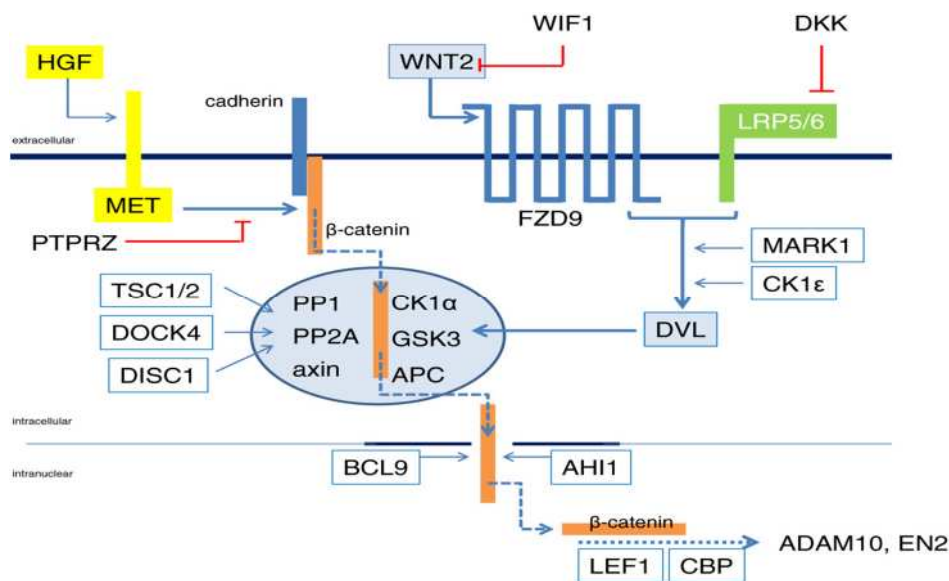 WIF1
DKK
HGF
WNT2
cadherin
LRP5/6
extracellular
MET
FZD9
β-catenin
PTPRZ
MARK1
TSC1/2
CK1ε
PP1
CK1α
DOCK4
PP2A
GSK3
DVL
DISC1
axin
APC
intracellular
BCL9
AHI1
intranuclear
β-catenin
ADAM10, EN2
LEF1
CBP